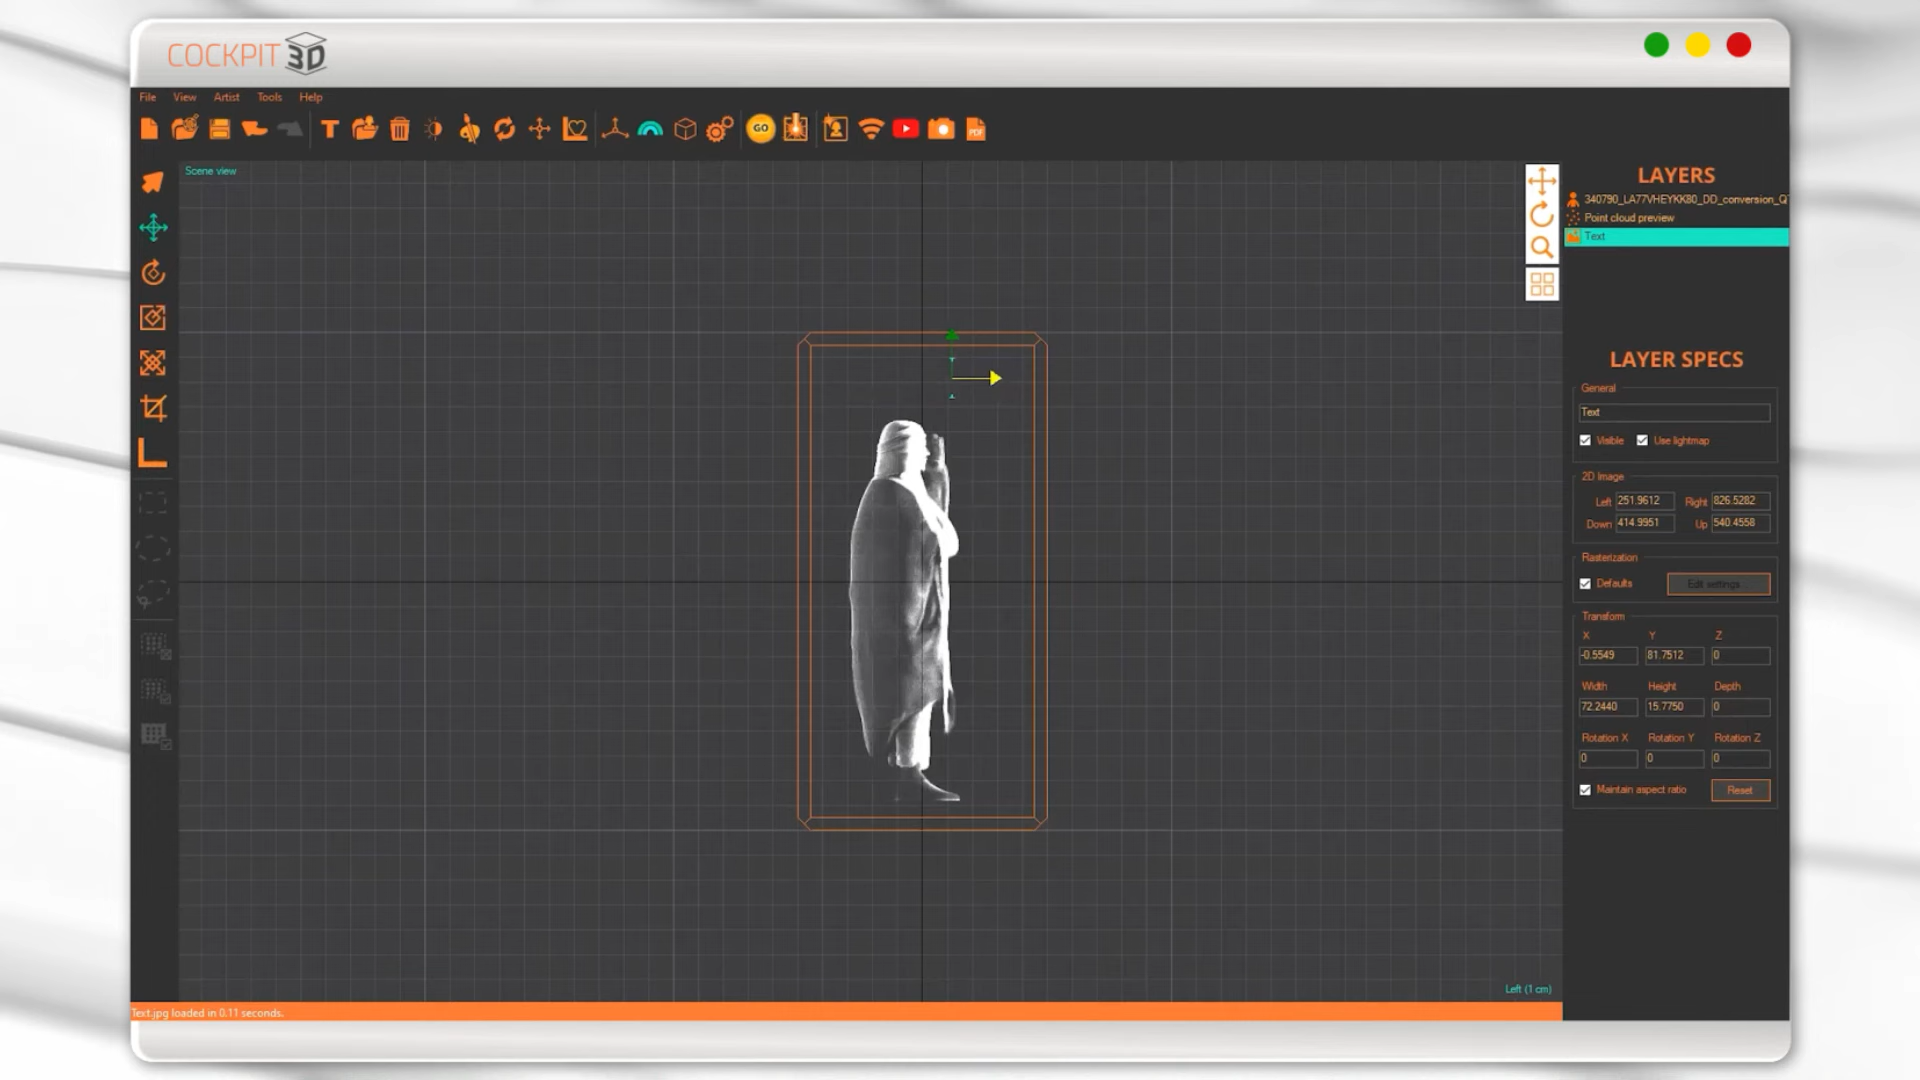 COCKPIT 3D
File View Artist Tools Help
GO
PDF
Scene view
LAYERS
340790_LA77VHEYKK80_DD_conversion_Q
Point cloud preview
Text
LAYER SPECS
General
Text
Visible Use lightmap
2D Image
Left 251.9612 Right 826.5282
Down 414.9951 Up 540.4558
Rasterization
Defaults Edit settings
Transform
X Y Z
-0.5549 81.7512 0
Width Height Depth
72.2440 15.7750 0
Rotation X Rotation Y Rotation Z
0 0 0
Maintain aspect ratio Reset
Left (1 cm)
Text.jpg loaded in 0.11 seconds.